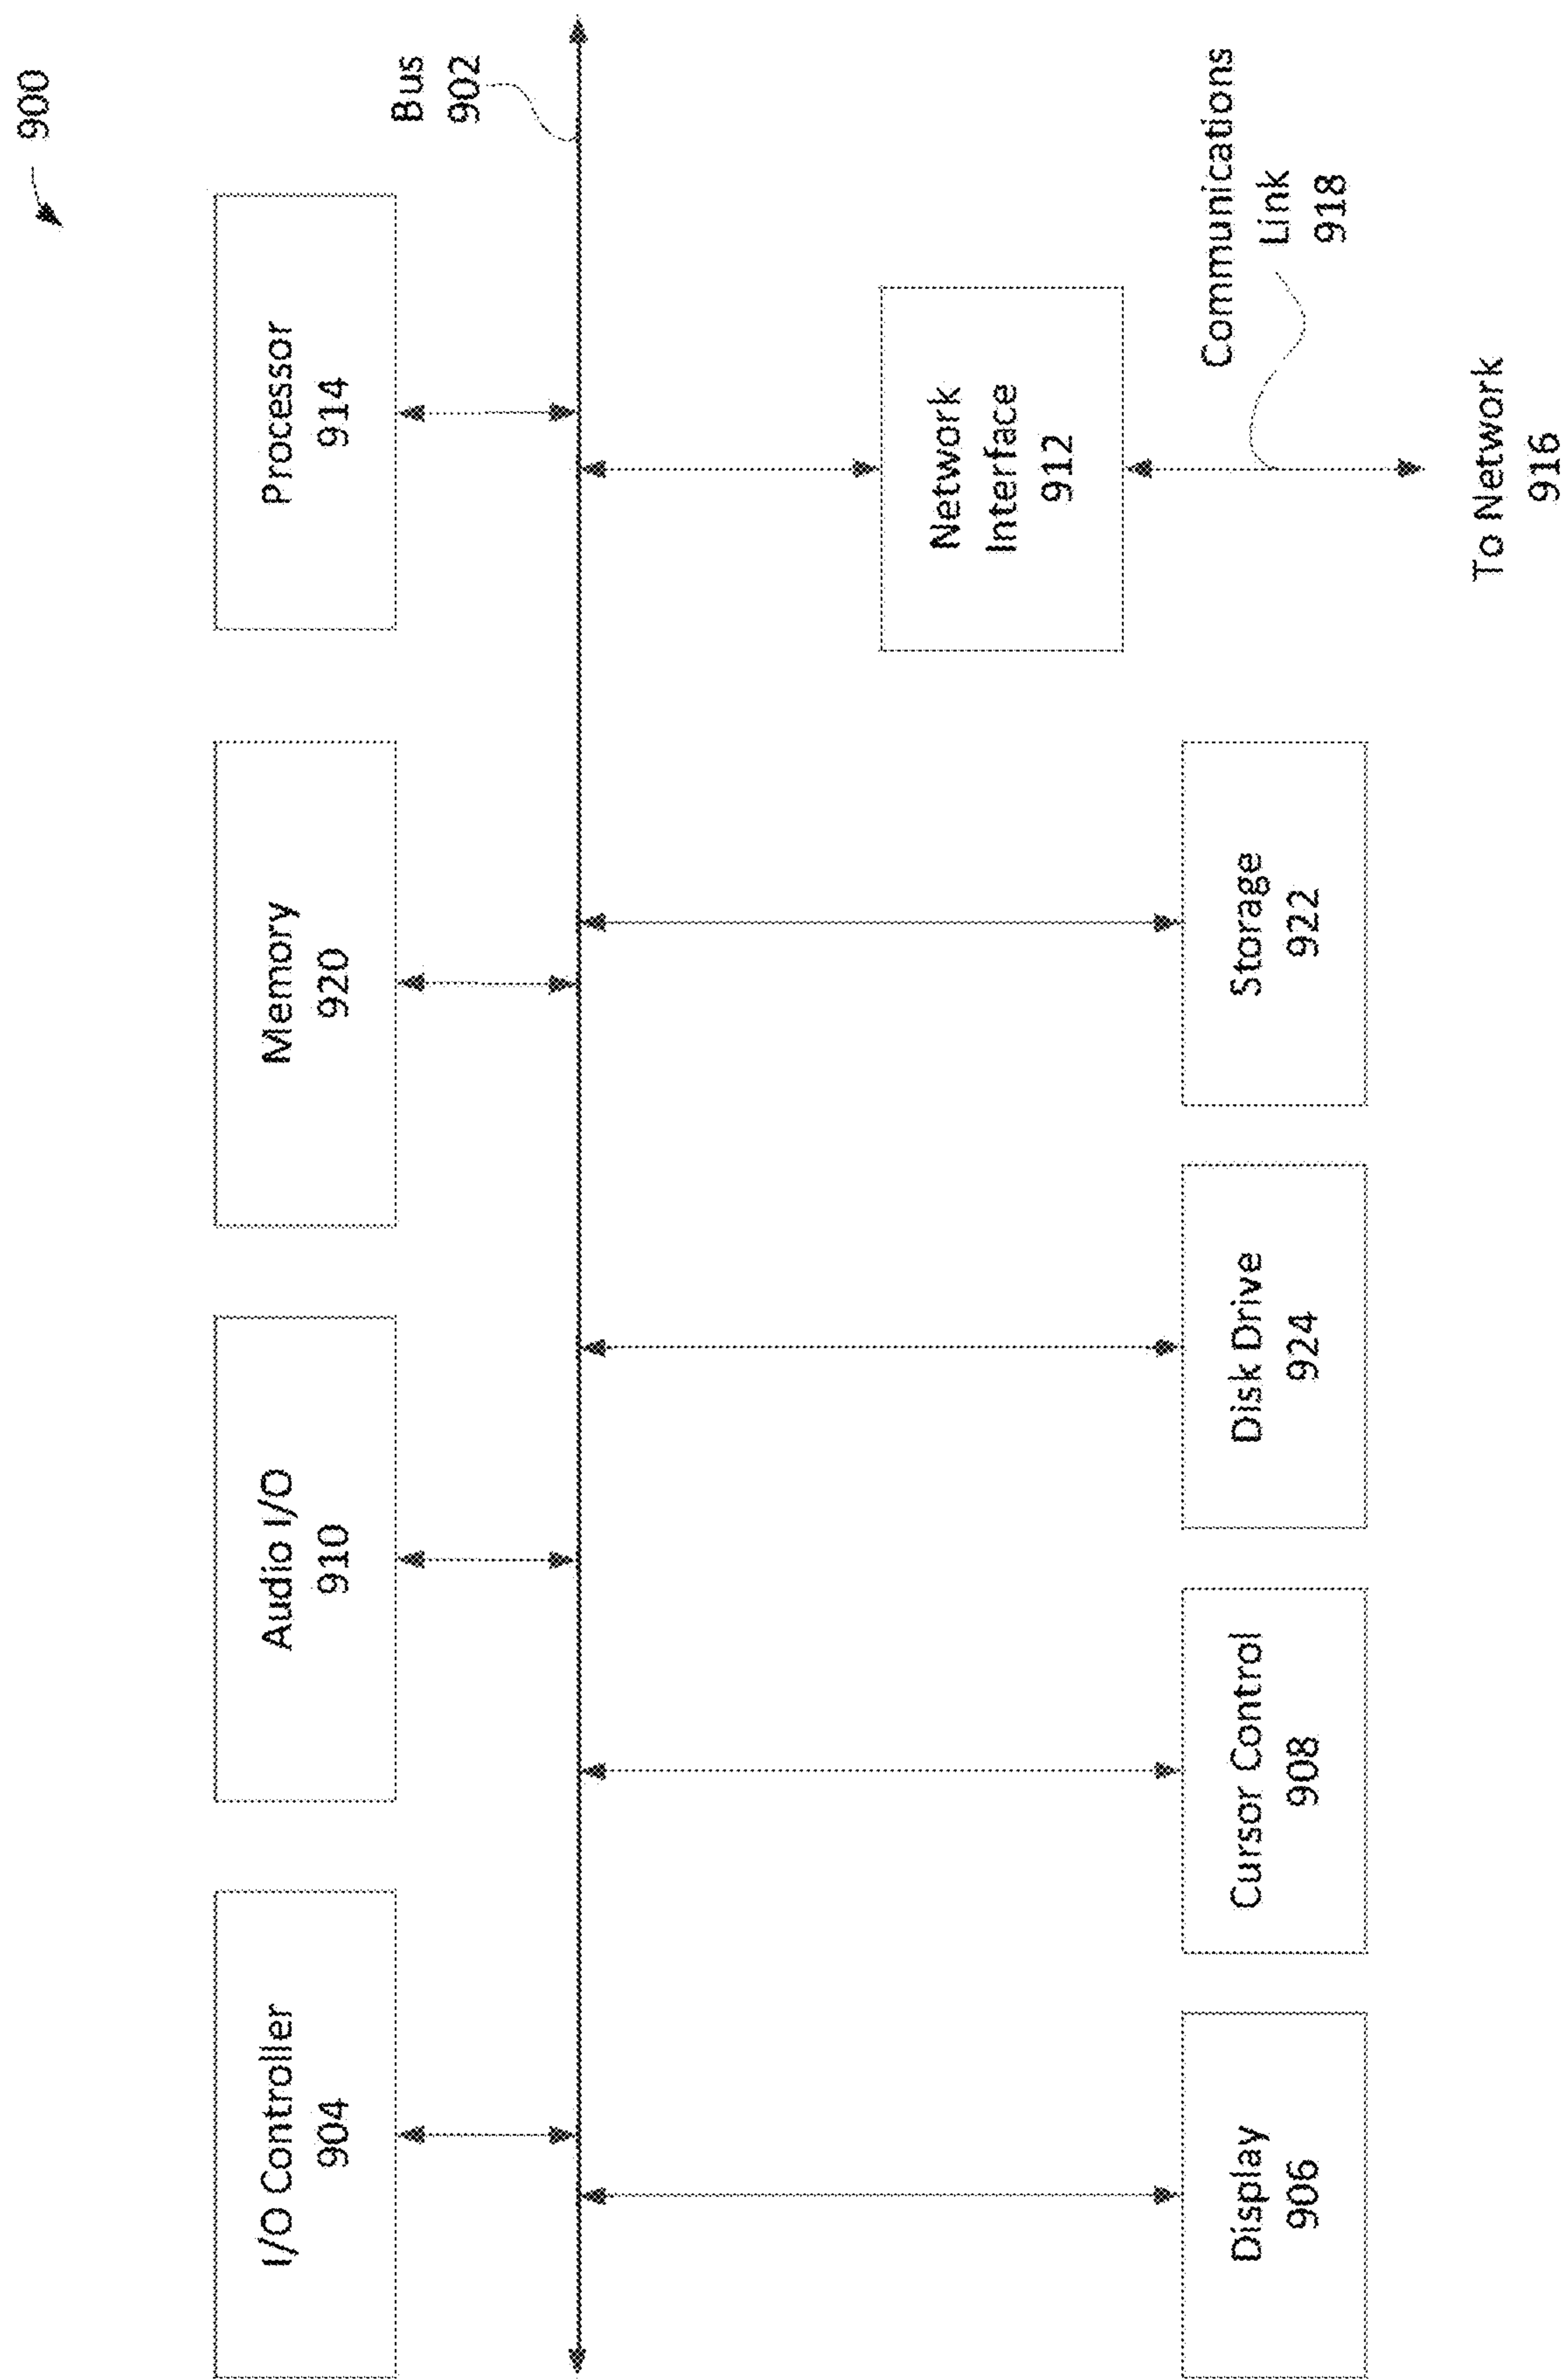 900
I/O Controller
904
Audio I/O
910
Memory
920
Processor
914
Bus
902
Network
Interface
912
Communications
Link
918
Display
906
Cursor Control
908
Disk Drive
924
Storage
922
To Network
916